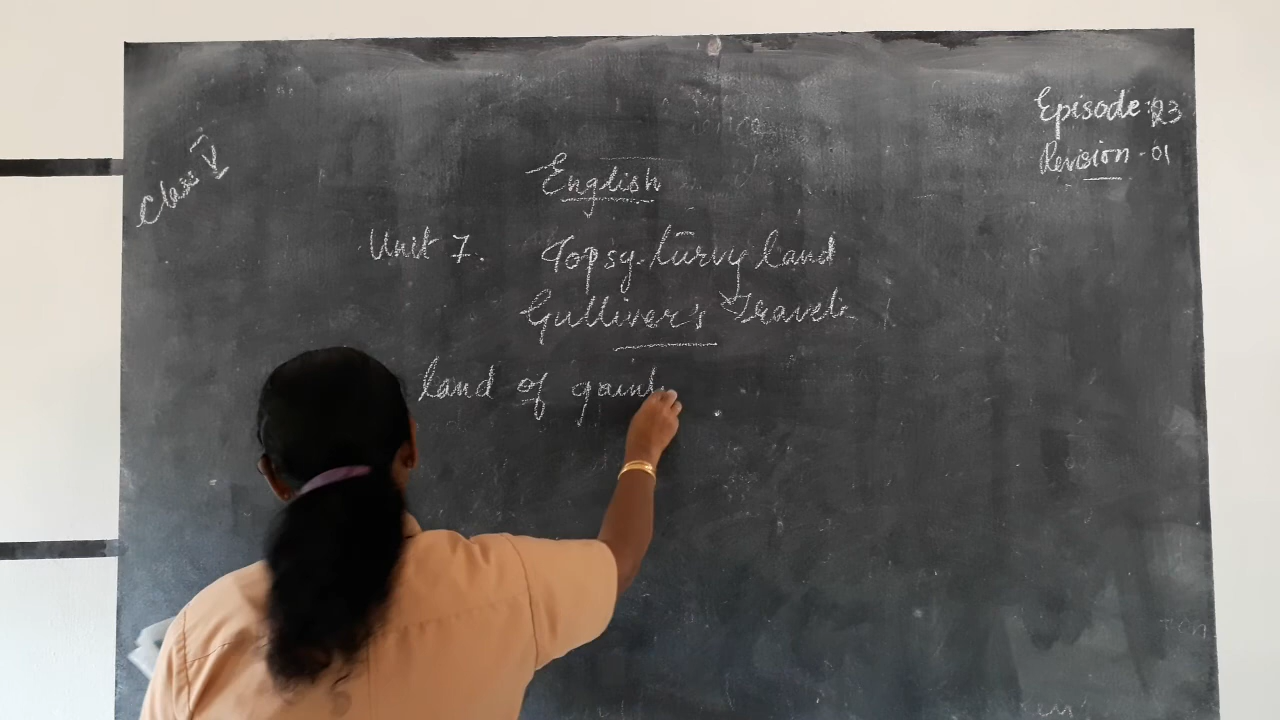 Episode: 23
Revision - 01
Class V
English
Unit 7. Topsy-turvy land
Gulliver's Travels
land of